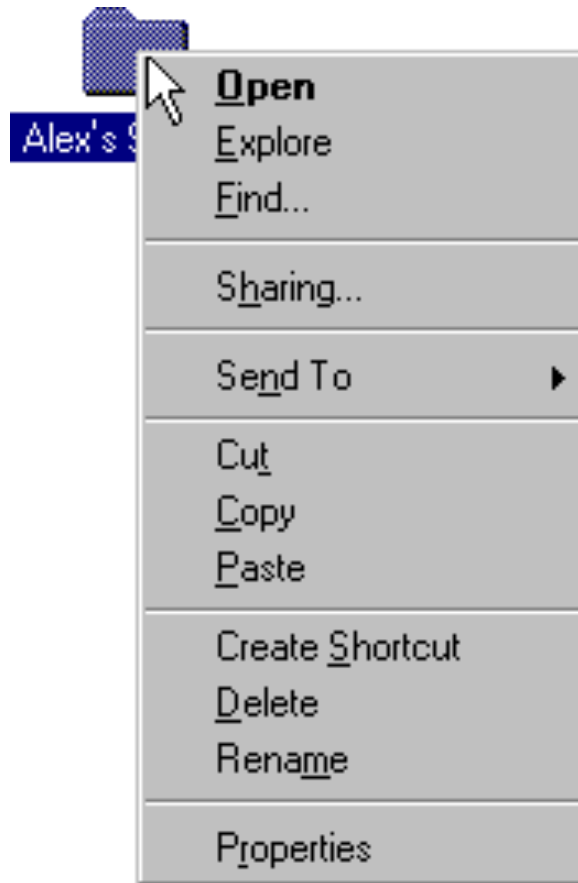 Alex's
Open
Explore
Find...
Sharing...
Send To
Cut
Copy
Paste
Create Shortcut
Delete
Rename
Properties